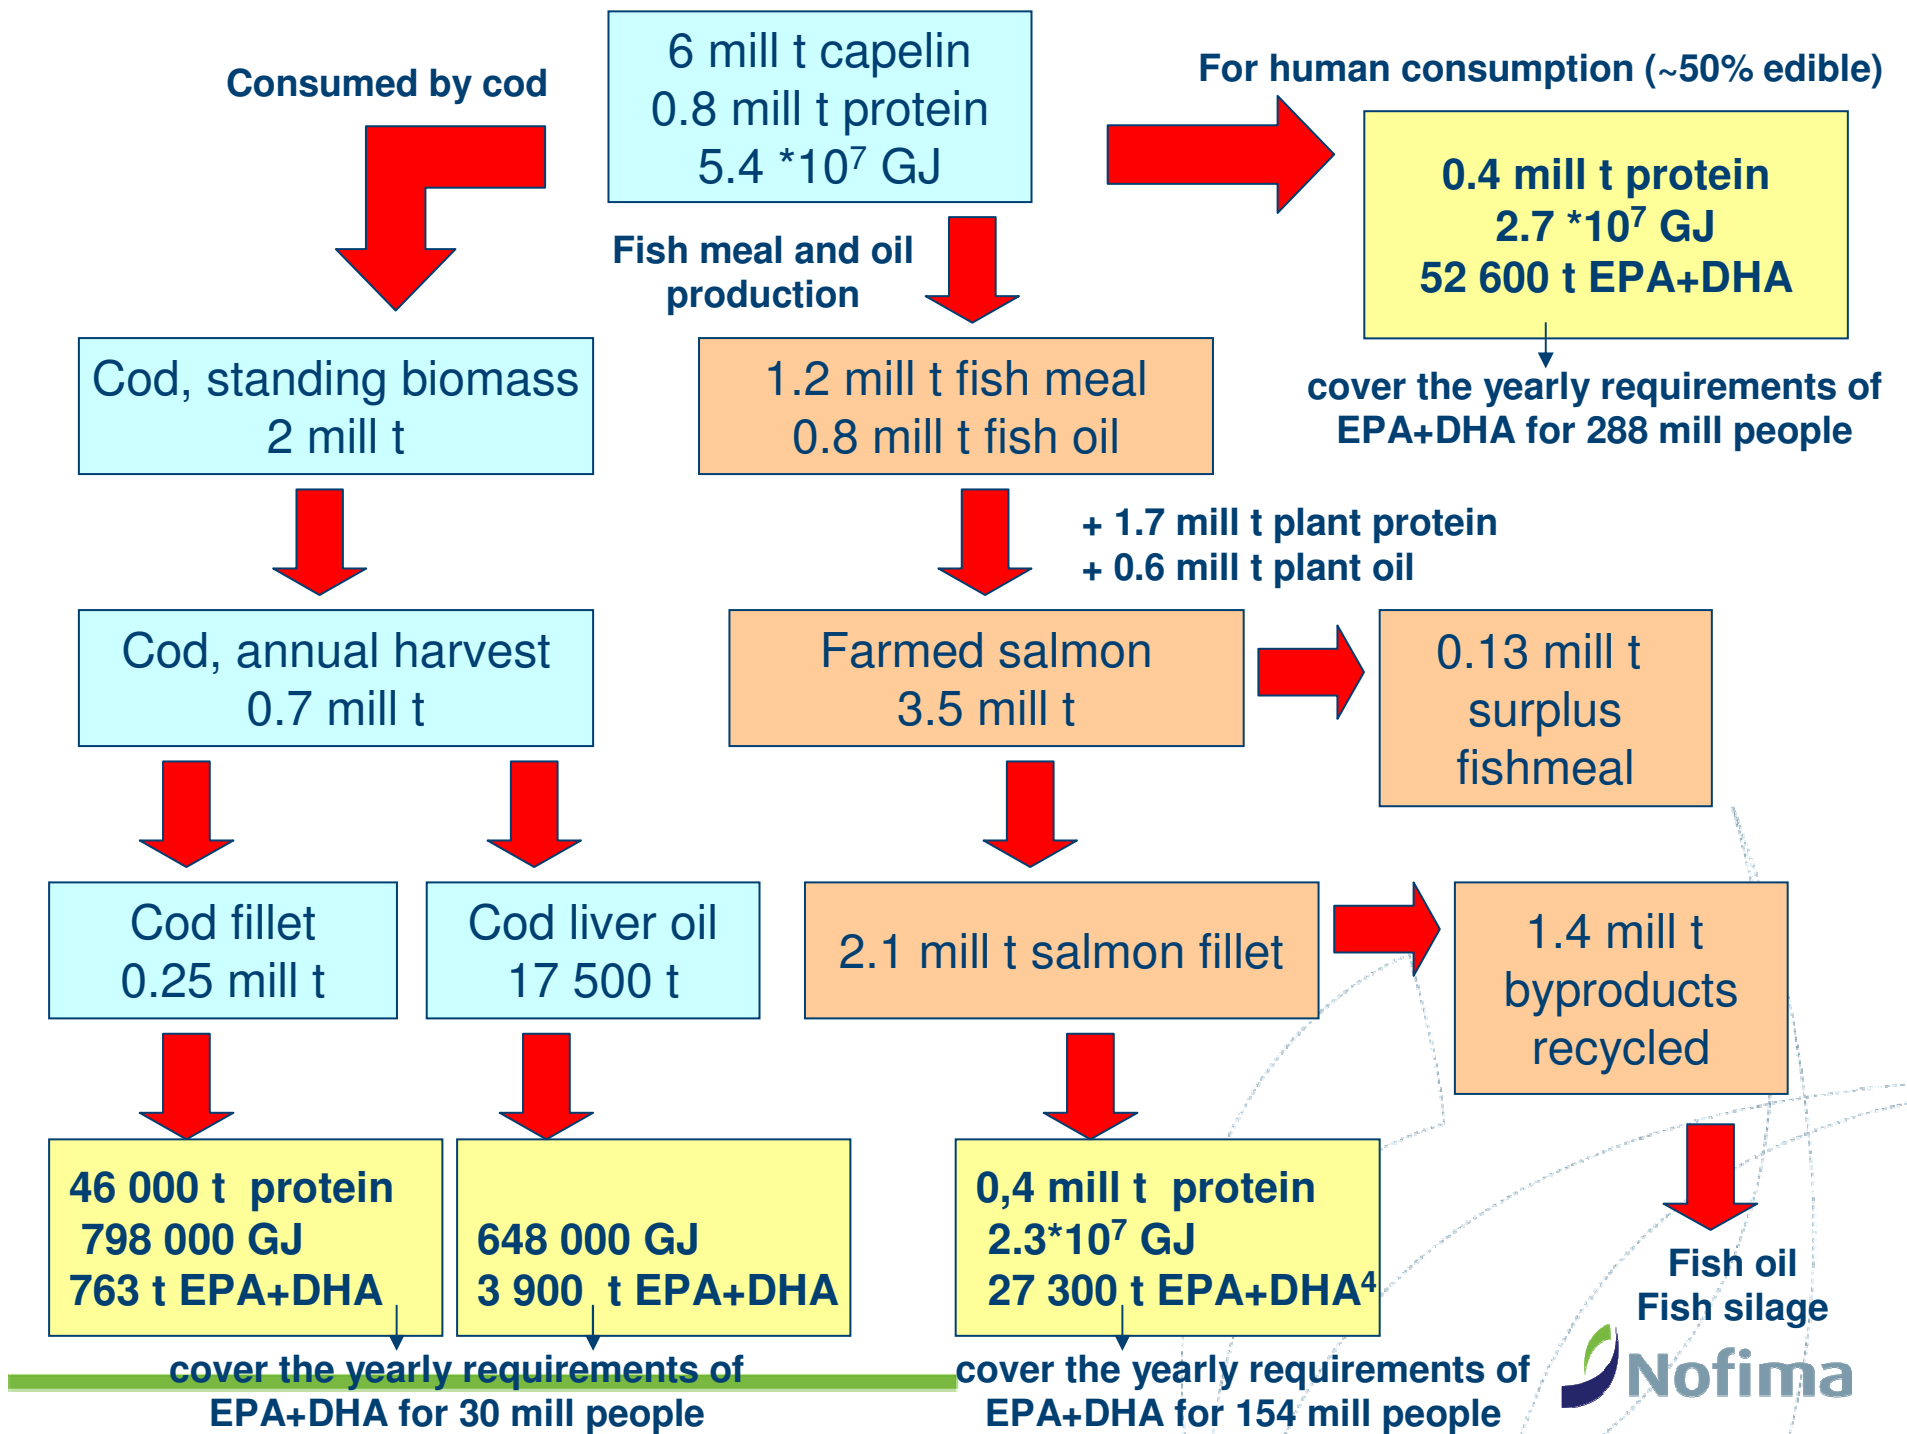 6 mill t capelin
0.8 mill t protein
5.4 *10⁷ GJ
Consumed by cod
For human consumption (~50% edible)
0.4 mill t protein
2.7 *10⁷ GJ
52 600 t EPA+DHA
cover the yearly requirements of
EPA+DHA for 288 mill people
Fish meal and oil
production
Cod, standing biomass
2 mill t
1.2 mill t fish meal
0.8 mill t fish oil
+ 1.7 mill t plant protein
+ 0.6 mill t plant oil
Cod, annual harvest
0.7 mill t
Farmed salmon
3.5 mill t
0.13 mill t
surplus
fishmeal
Cod fillet
0.25 mill t
Cod liver oil
17 500 t
2.1 mill t salmon fillet
1.4 mill t
byproducts
recycled
46 000 t protein
798 000 GJ
763 t EPA+DHA
648 000 GJ
3 900 t EPA+DHA
cover the yearly requirements of
EPA+DHA for 30 mill people
0,4 mill t protein
2.3*10⁷ GJ
27 300 t EPA+DHA⁴
cover the yearly requirements of
EPA+DHA for 154 mill people
Fish oil
Fish silage
Nofima